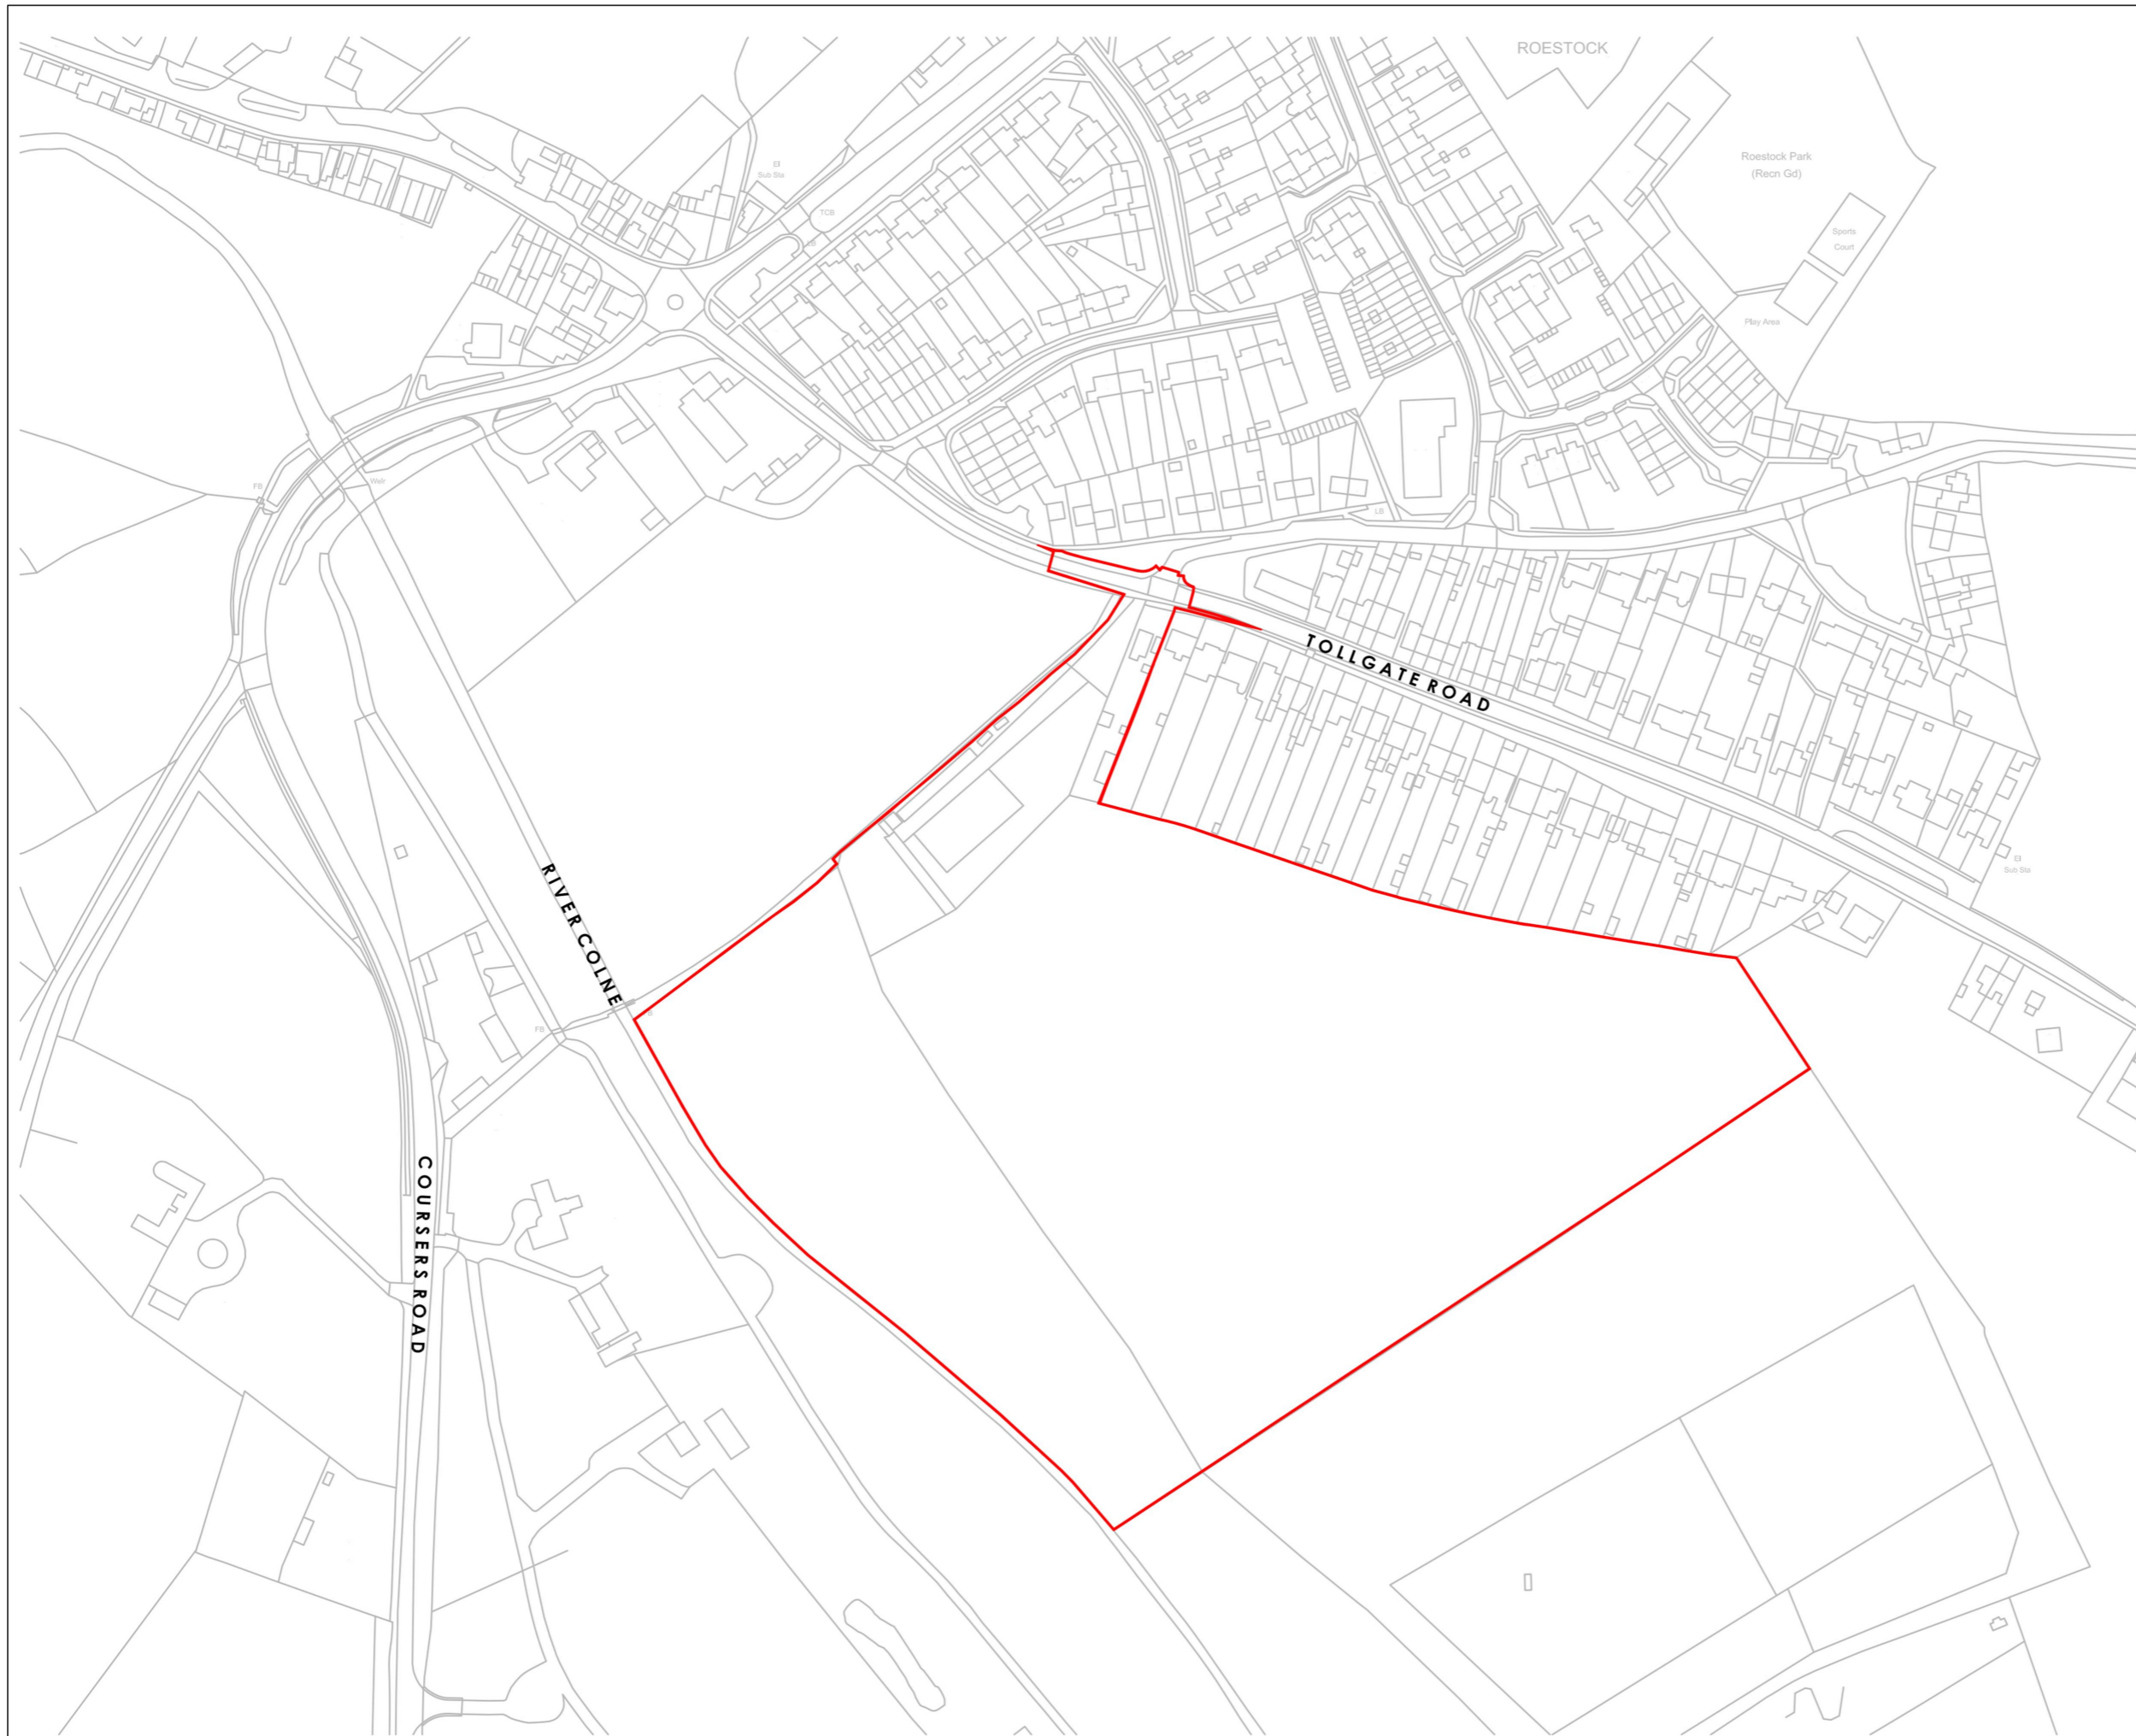 ROESTOCK
Roestock Park
(Recn Gd)
El
Sub Sta
TCB
Sports
Court
Play Area
FB
Weir
LB
TOLLGATE ROAD
El
Sub Sta
RIVER COLNE
FB
COURSERS ROAD